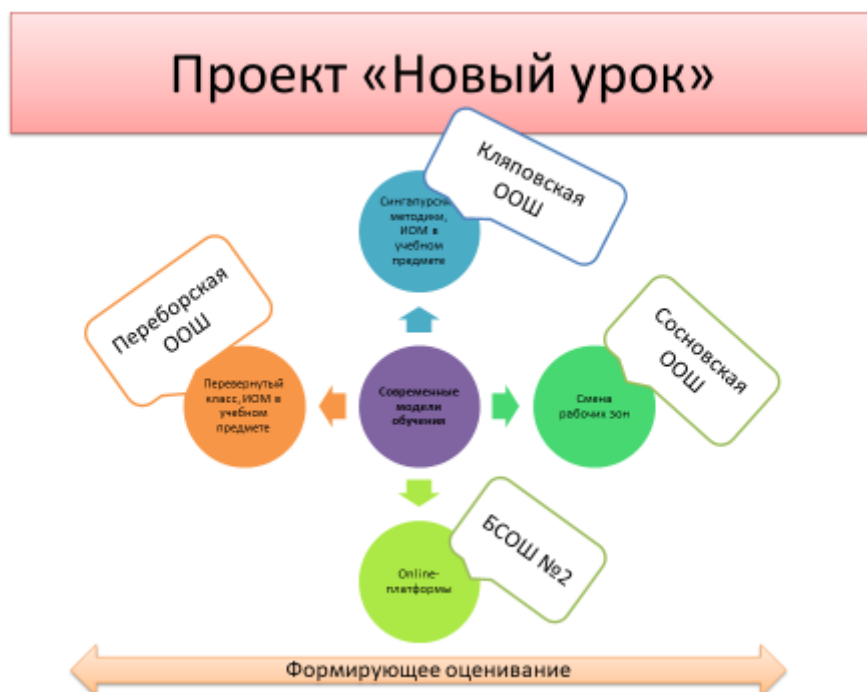 Проект «Новый урок»
Кляповская
ООШ
Сингапурские
методики,
ИОМ в
учебном
предмете
Переборская
ООШ
Сосновская
ООШ
Перевернутый
класс, ИОМ в
учебном
предмете
Современные
модели
обучения
Смена
рабочих зон
БСОШ №2
Online-
платформы
Формирующее оценивание